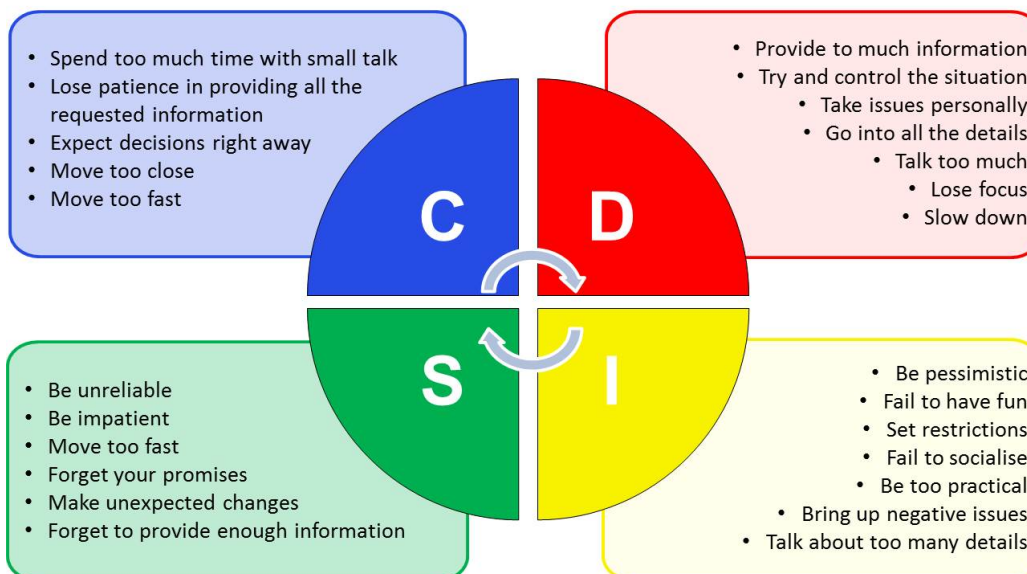 • Spend too much time with small talk
• Lose patience in providing all the
requested information
• Expect decisions right away
• Move too close
• Move too fast
• Provide to much information
• Try and control the situation
• Take issues personally
• Go into all the details
• Talk too much
• Lose focus
• Slow down
C
D
S
I
• Be unreliable
• Be impatient
• Move too fast
• Forget your promises
• Make unexpected changes
• Forget to provide enough information
• Be pessimistic
• Fail to have fun
• Set restrictions
• Fail to socialise
• Be too practical
• Bring up negative issues
• Talk about too many details